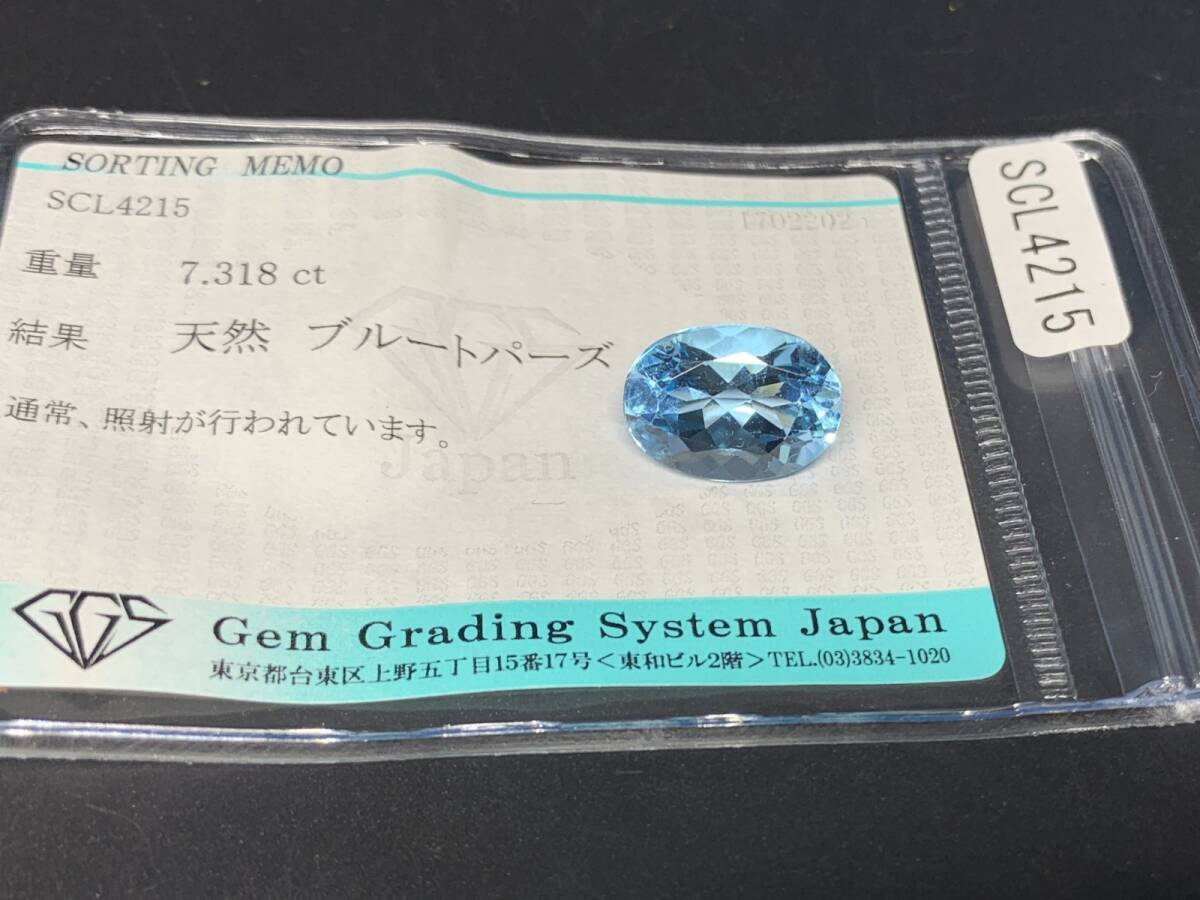 SORTING MEMO
SCL4215
重量 7.318 ct
結果 天然 ブルートパーズ
通常、照射が行われています。
Japan
GGS
Gem Grading System Japan
東京都台東区上野五丁目15番17号＜東和ビル2階＞TEL.(03)3834-1020
SCL4215